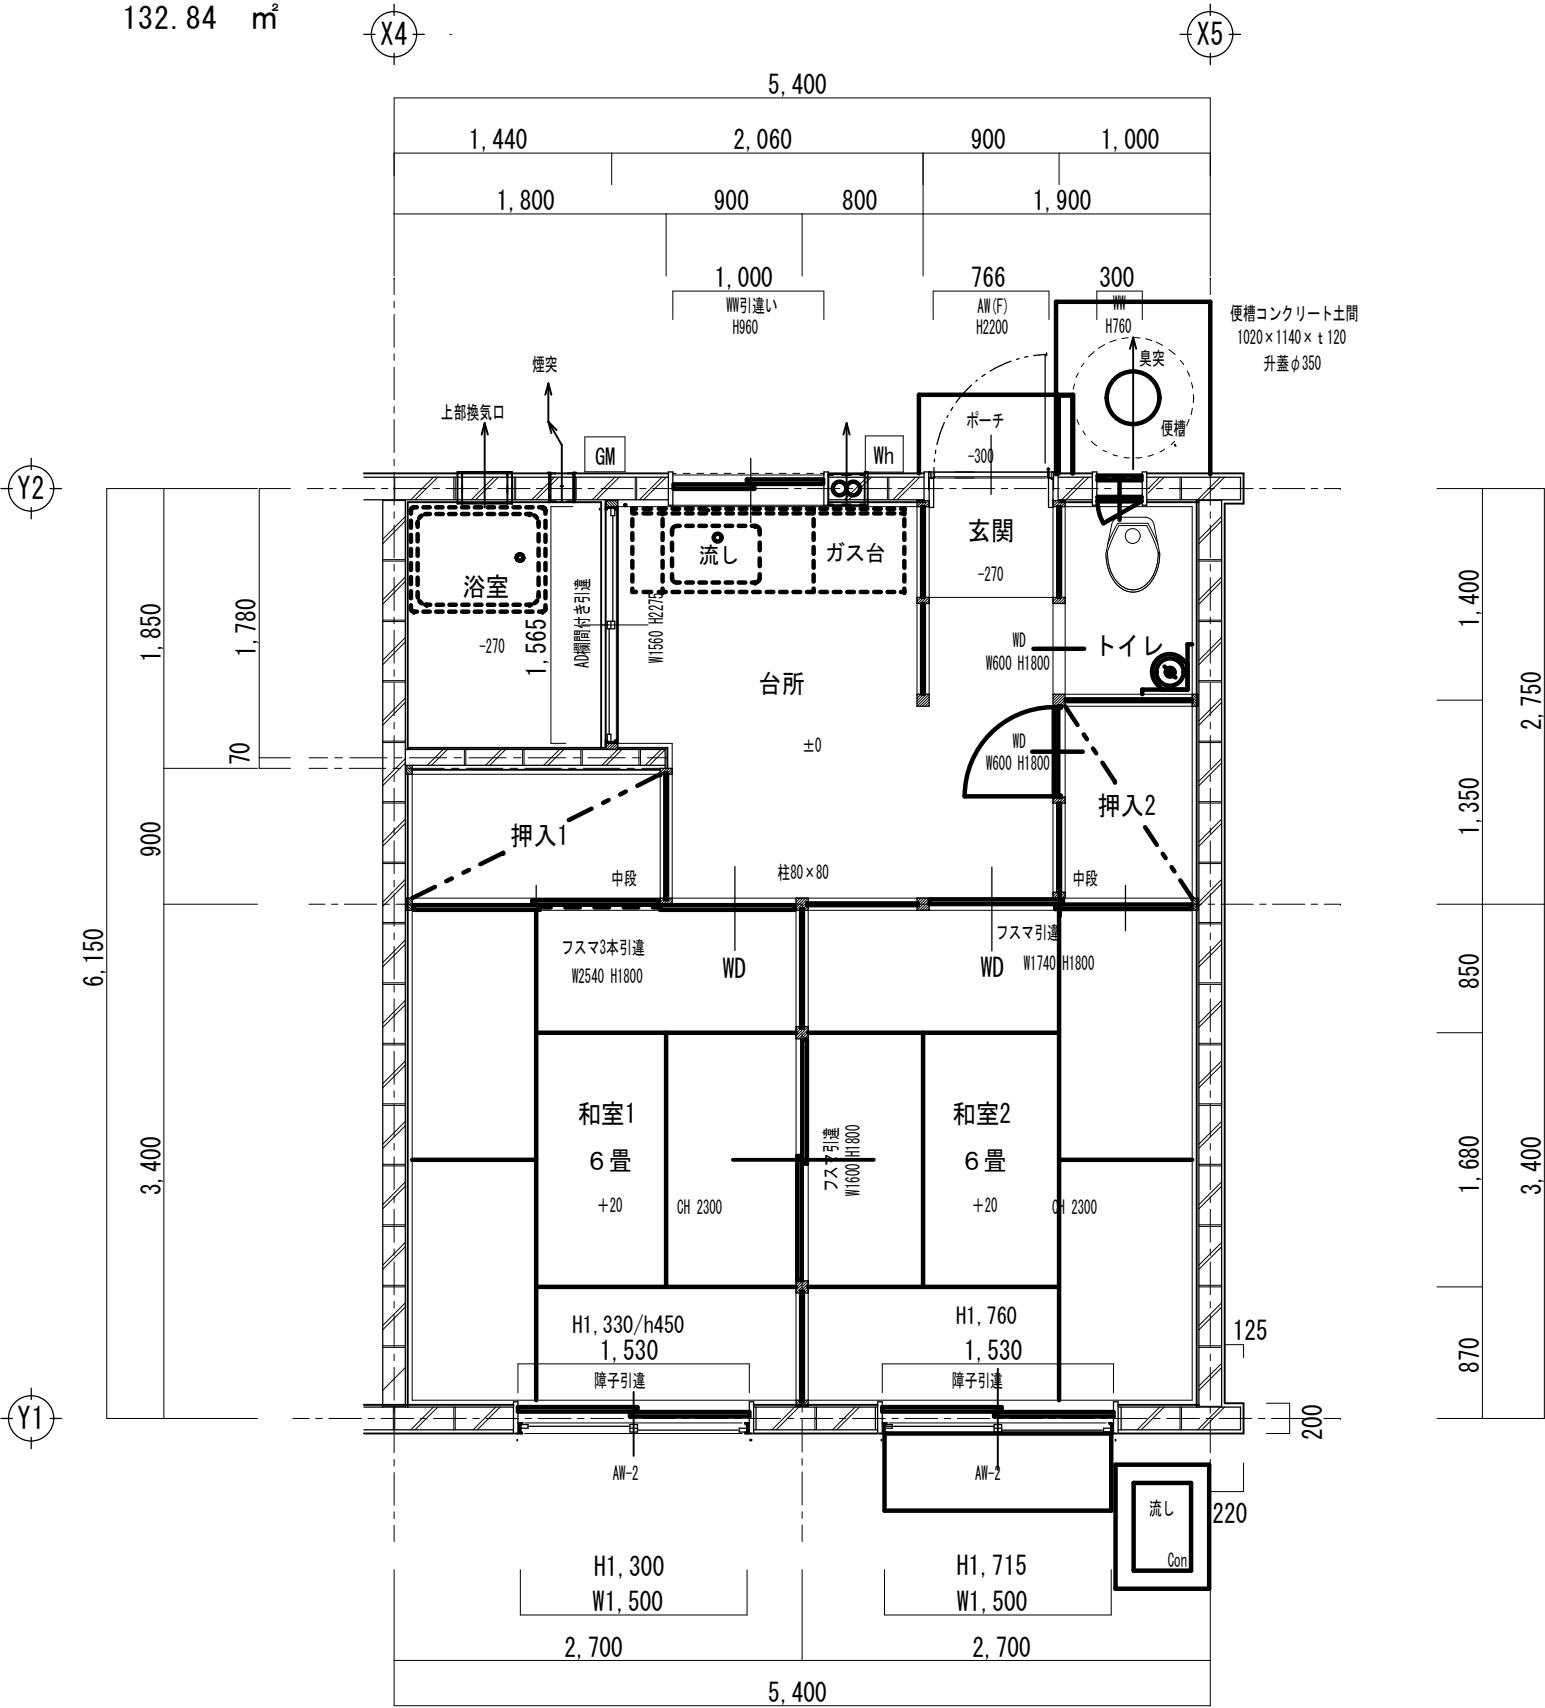 132.84 ㎡
X4
X5
5,400
1,440
2,060
900
1,000
1,800
900
800
1,900
1,000
WW引違い
H960
766
AW(F)
H2200
300
WW
H760
便槽コンクリート土間
1020×1140×t120
升蓋φ350
煙突
上部換気口
臭突
便槽
ポーチ
-300
GM
Wh
Y2
浴室
-270
1,565
AD欄間付き引違
W1560 H2275
流し
ガス台
玄関
-270
トイレ
WD
W600 H1800
台所
±0
WD
W600 H1800
1,850
1,780
70
900
6,150
3,400
1,400
1,350
2,750
850
1,680
3,400
870
押入1
中段
柱80×80
押入2
中段
フスマ3本引違
W2540 H1800
WD
WD
フスマ引違
W1740 H1800
和室1
6畳
+20
CH 2300
フスマ引違
W1600 H1800
和室2
6畳
+20
CH 2300
H1,330/h450
1,530
障子引違
H1,760
1,530
障子引違
125
200
220
Y1
AW-2
AW-2
流し
Con
H1,300
W1,500
H1,715
W1,500
2,700
2,700
5,400